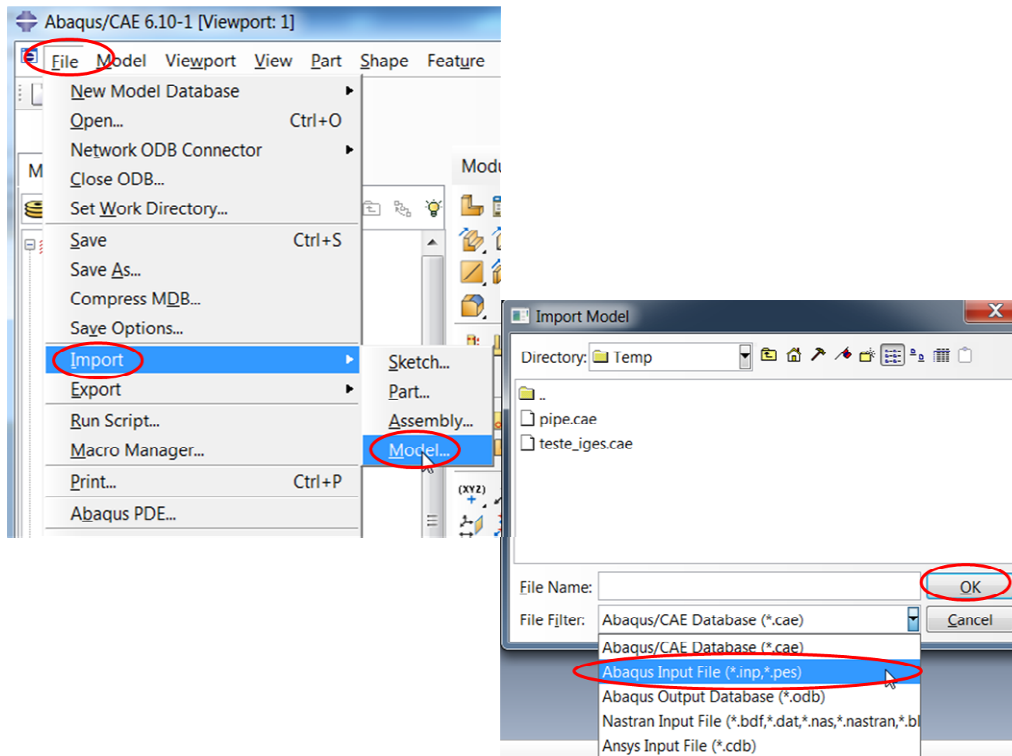 Abaqus/CAE 6.10-1 [Viewport: 1]
File Model Viewport View Part Shape Feature
New Model Database
Open... Ctrl+O
Network ODB Connector
Close ODB...
Set Work Directory...
Save Ctrl+S
Save As...
Compress MDB...
Save Options...
Import
Export
Run Script...
Macro Manager...
Print... Ctrl+P
Abaqus PDE...
M
Modu
Sketch...
Part...
Assembly...
Model...
(XYZ)
Import Model
Directory: Temp
..
pipe.cae
teste_iges.cae
File Name:
OK
File Filter: Abaqus/CAE Database (*.cae)
Cancel
Abaqus/CAE Database (*.cae)
Abaqus Input File (*.inp,*.pes)
Abaqus Output Database (*.odb)
Nastran Input File (*.bdf,*.dat,*.nas,*.nastran,*.bl
Ansys Input File (*.cdb)